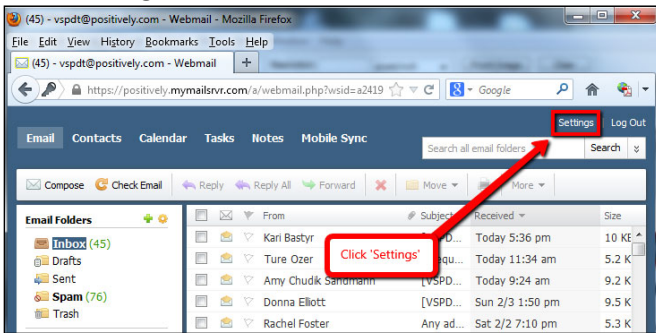 (45) - vspdt@positively.com - Webmail - Mozilla Firefox
File Edit View History Bookmarks Tools Help
(45) - vspdt@positively.com - Webmail +
https://positively.mymailsrvr.com/a/webmail.php?wsid=a2419 Google
Settings Log Out
Email Contacts Calendar Tasks Notes Mobile Sync
Search all email folders Search
Compose Check Email Reply Reply All Forward Move More
Email Folders From Subject Received Size
Inbox (45) Kari Bastyr Today 5:36 pm 10 KE
Drafts Ture Ozer Today 11:34 am 5.2 K
Click 'Settings'
Sent Amy Chudik Sandmann [VSPD... Today 9:24 am 9.2 K
Spam (76) Donna Elliott [VSPD... Sun 2/3 1:50 pm 9.5 K
Trash Rachel Foster Any ad... Sat 2/2 7:10 pm 5.3 K